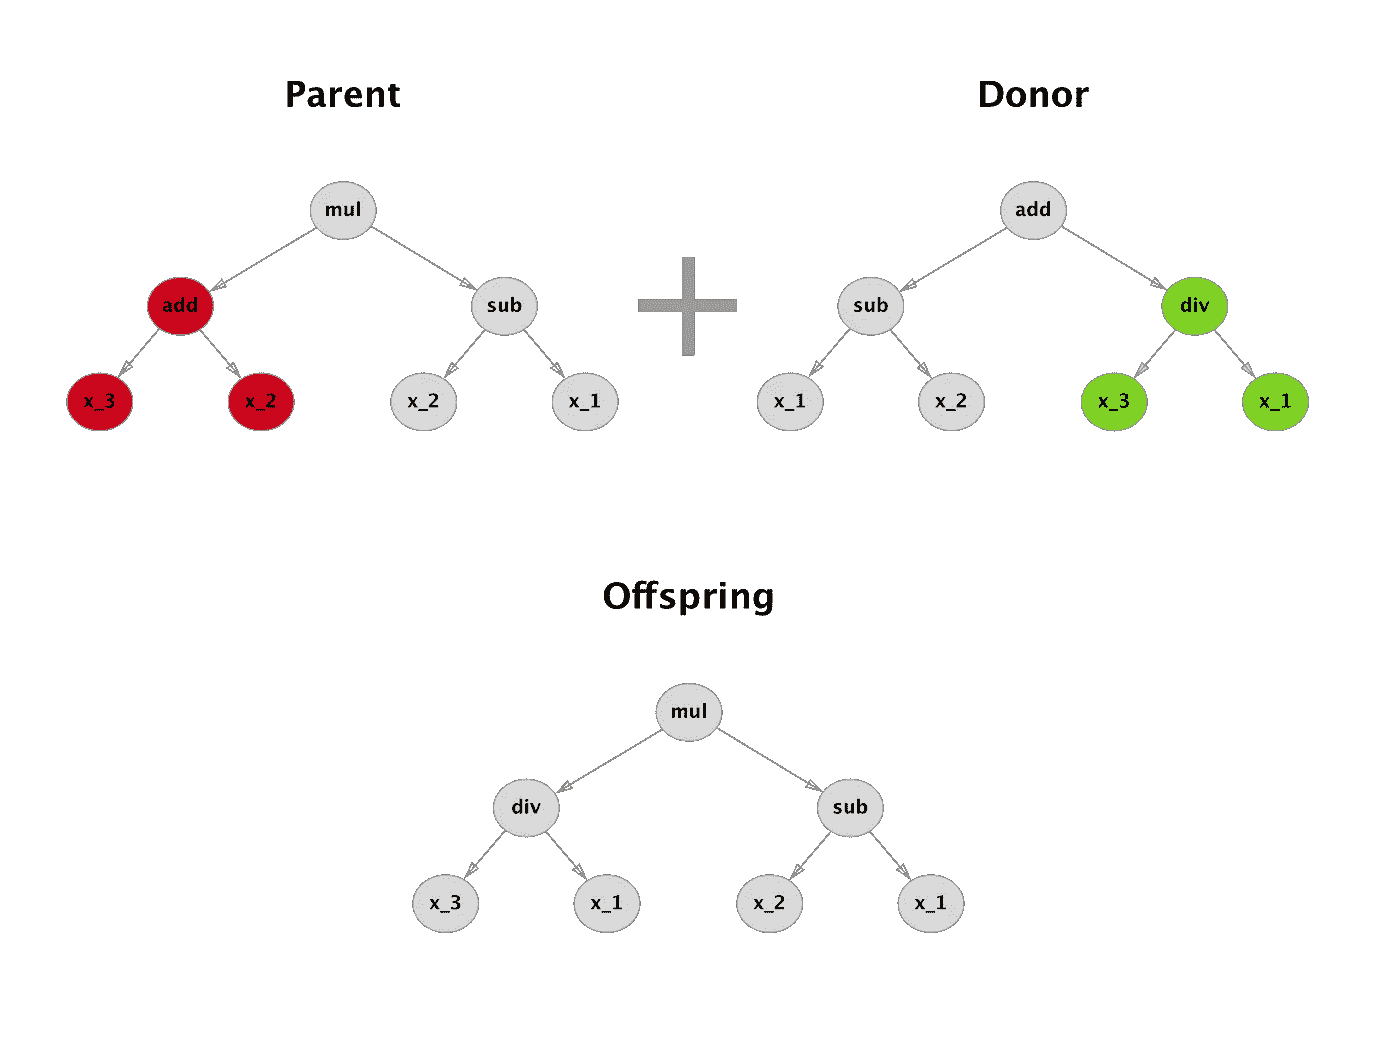 Parent Donor
mul add
add sub sub div
x_3 x_2 x_2 x_1 x_1 x_2 x_3 x_1
Offspring
mul
div sub
x_3 x_1 x_2 x_1